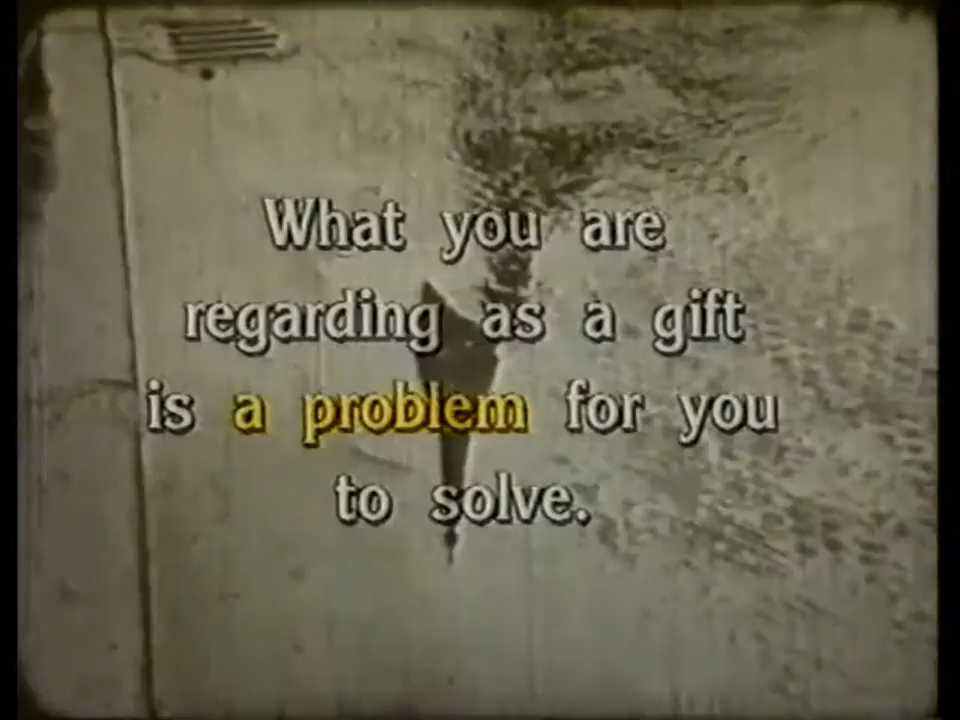 What you are
regarding as a gift
is a problem for you
to solve.